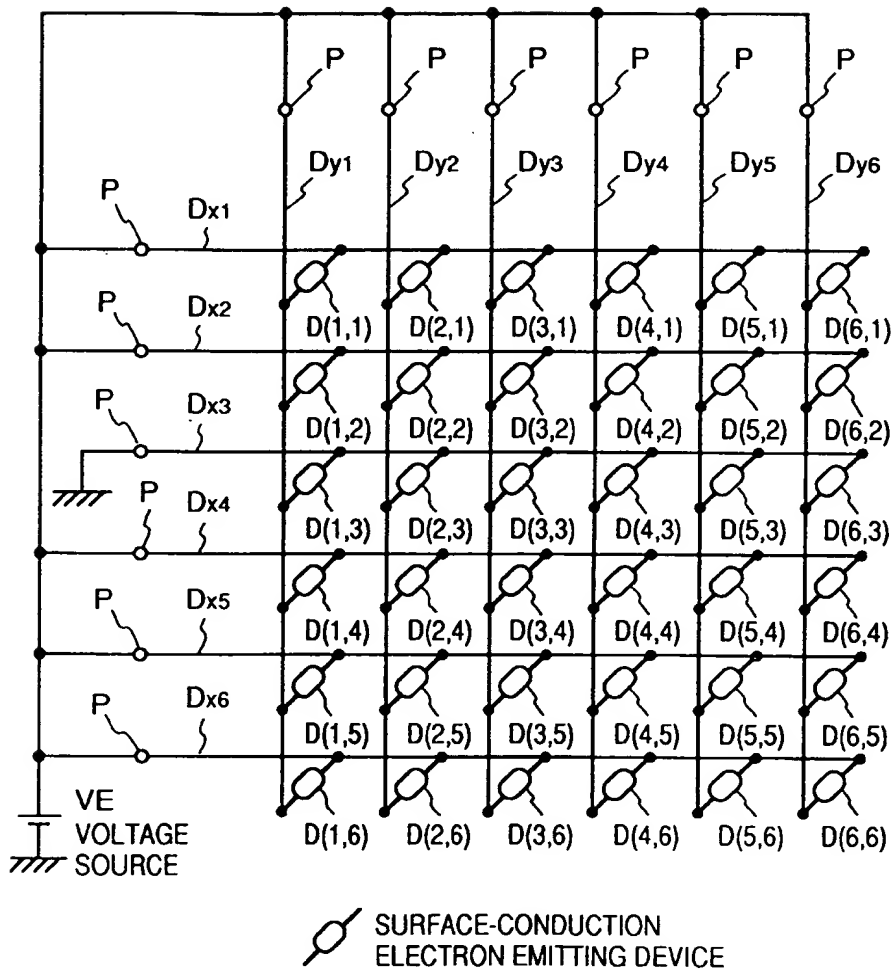 P P P P P P
Dy1 Dy2 Dy3 Dy4 Dy5 Dy6
P Dx1
D(1,1) D(2,1) D(3,1) D(4,1) D(5,1) D(6,1)
P Dx2
D(1,2) D(2,2) D(3,2) D(4,2) D(5,2) D(6,2)
P Dx3
D(1,3) D(2,3) D(3,3) D(4,3) D(5,3) D(6,3)
P Dx4
D(1,4) D(2,4) D(3,4) D(4,4) D(5,4) D(6,4)
P Dx5
D(1,5) D(2,5) D(3,5) D(4,5) D(5,5) D(6,5)
P Dx6
D(1,6) D(2,6) D(3,6) D(4,6) D(5,6) D(6,6)
VE
VOLTAGE
SOURCE
SURFACE-CONDUCTION
ELECTRON EMITTING DEVICE